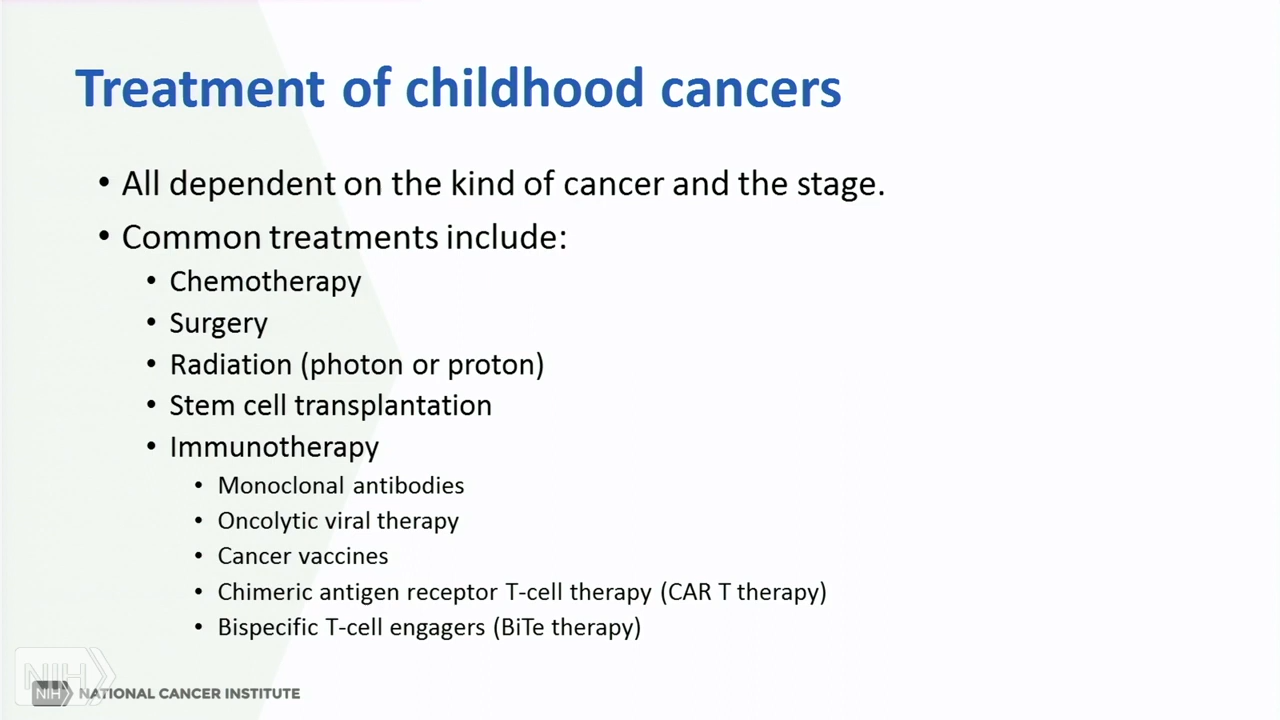 Treatment of childhood cancers
• All dependent on the kind of cancer and the stage.
• Common treatments include:
• Chemotherapy
• Surgery
• Radiation (photon or proton)
• Stem cell transplantation
• Immunotherapy
• Monoclonal antibodies
• Oncolytic viral therapy
• Cancer vaccines
• Chimeric antigen receptor T-cell therapy (CAR T therapy)
• Bispecific T-cell engagers (BiTe therapy)
NIH
NIH NATIONAL CANCER INSTITUTE